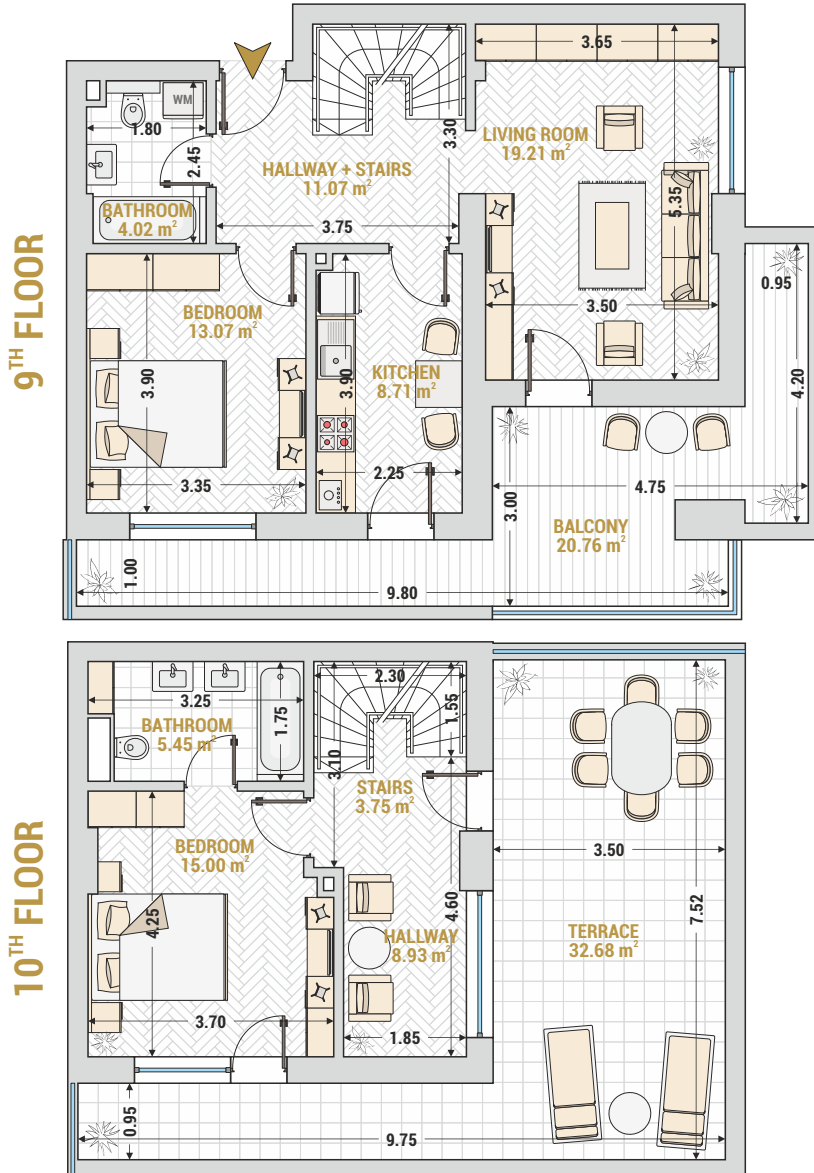 9TH FLOOR
3.65
WM
1.80
2.45
3.30
LIVING ROOM
19.21 m²
HALLWAY + STAIRS
11.07 m²
5.35
BATHROOM
4.02 m²
3.75
0.95
3.50
BEDROOM
13.07 m²
KITCHEN
8.71 m²
3.90
3.90
4.20
2.25
3.35
4.75
3.00
BALCONY
20.76 m²
1.00
9.80
10TH FLOOR
2.30
3.25
1.75
1.55
BATHROOM
5.45 m²
3.10
STAIRS
3.75 m²
BEDROOM
15.00 m²
3.50
4.25
4.60
7.52
HALLWAY
8.93 m²
TERRACE
32.68 m²
3.70
1.85
0.95
9.75